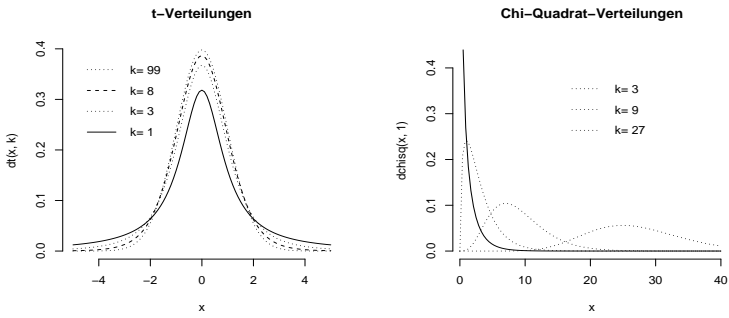 t−Verteilungen
k= 99
k= 8
k= 3
k= 1
dt(x, k)
0.0
0.1
0.2
0.3
0.4
−4
−2
0
2
4
x
Chi−Quadrat−Verteilungen
k= 3
k= 9
k= 27
dchisq(x, 1)
0.0
0.1
0.2
0.3
0.4
0
10
20
30
40
x